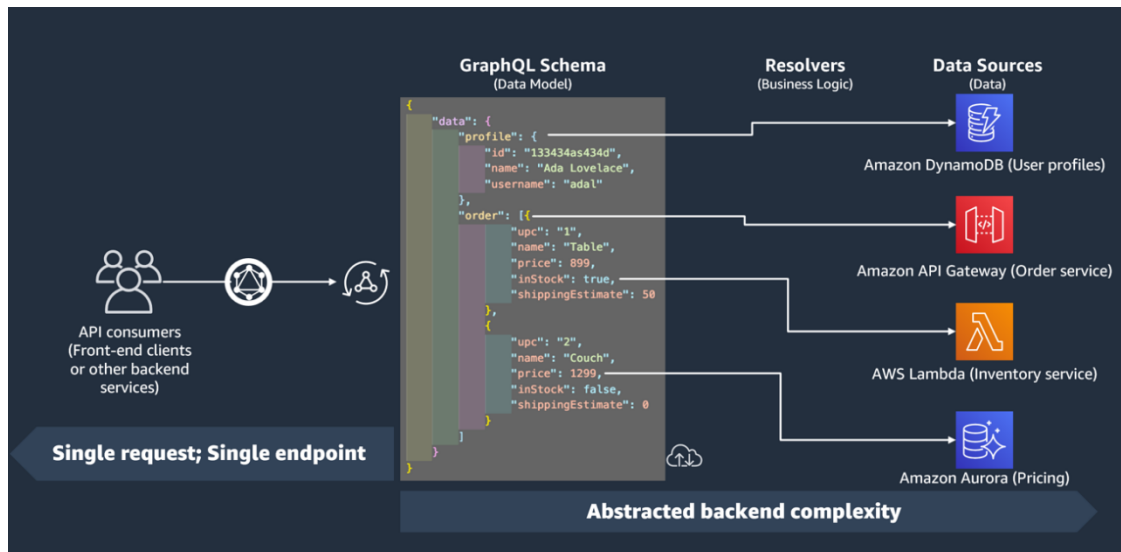 GraphQL Schema
(Data Model)
Resolvers
(Business Logic)
Data Sources
(Data)
{
"data": {
"profile": {
"id": "133434as434d",
"name": "Ada Lovelace",
"username": "adal"
},
"order": [{
"upc": "1",
"name": "Table",
"price": 899,
"inStock": true,
"shippingEstimate": 50
},
{
"upc": "2",
"name": "Couch",
"price": 1299,
"inStock": false,
"shippingEstimate": 0
}
]
}
}
API consumers
(Front-end clients
or other backend
services)
Amazon DynamoDB (User profiles)
Amazon API Gateway (Order service)
AWS Lambda (Inventory service)
Amazon Aurora (Pricing)
Single request; Single endpoint
Abstracted backend complexity